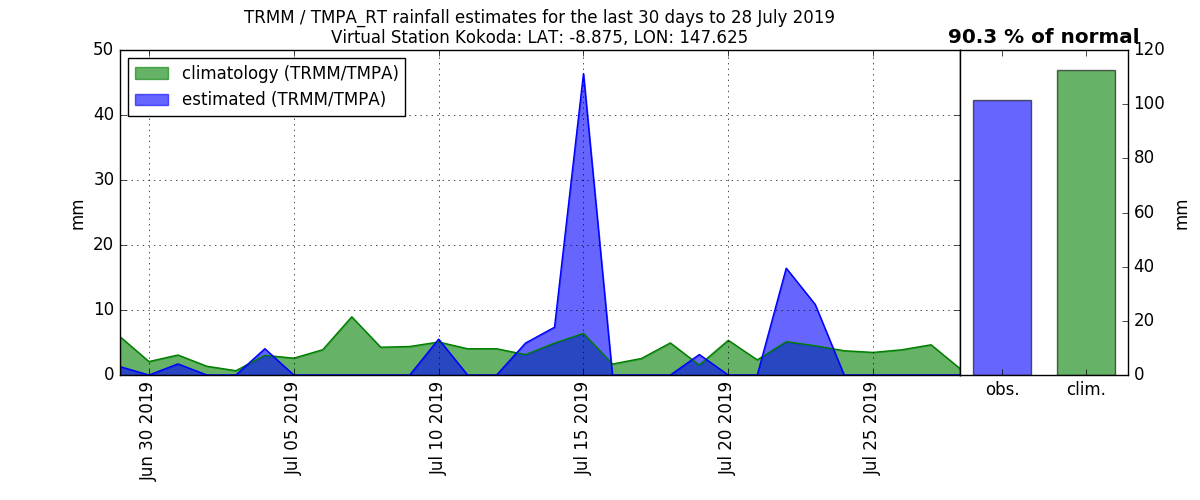 TRMM / TMPA_RT rainfall estimates for the last 30 days to 28 July 2019
Virtual Station Kokoda: LAT: -8.875, LON: 147.625
90.3 % of normal
climatology (TRMM/TMPA)
estimated (TRMM/TMPA)
50
40
30
20
10
0
mm
Jun 30 2019
Jul 05 2019
Jul 10 2019
Jul 15 2019
Jul 20 2019
Jul 25 2019
obs.
clim.
120
100
80
60
40
20
0
mm